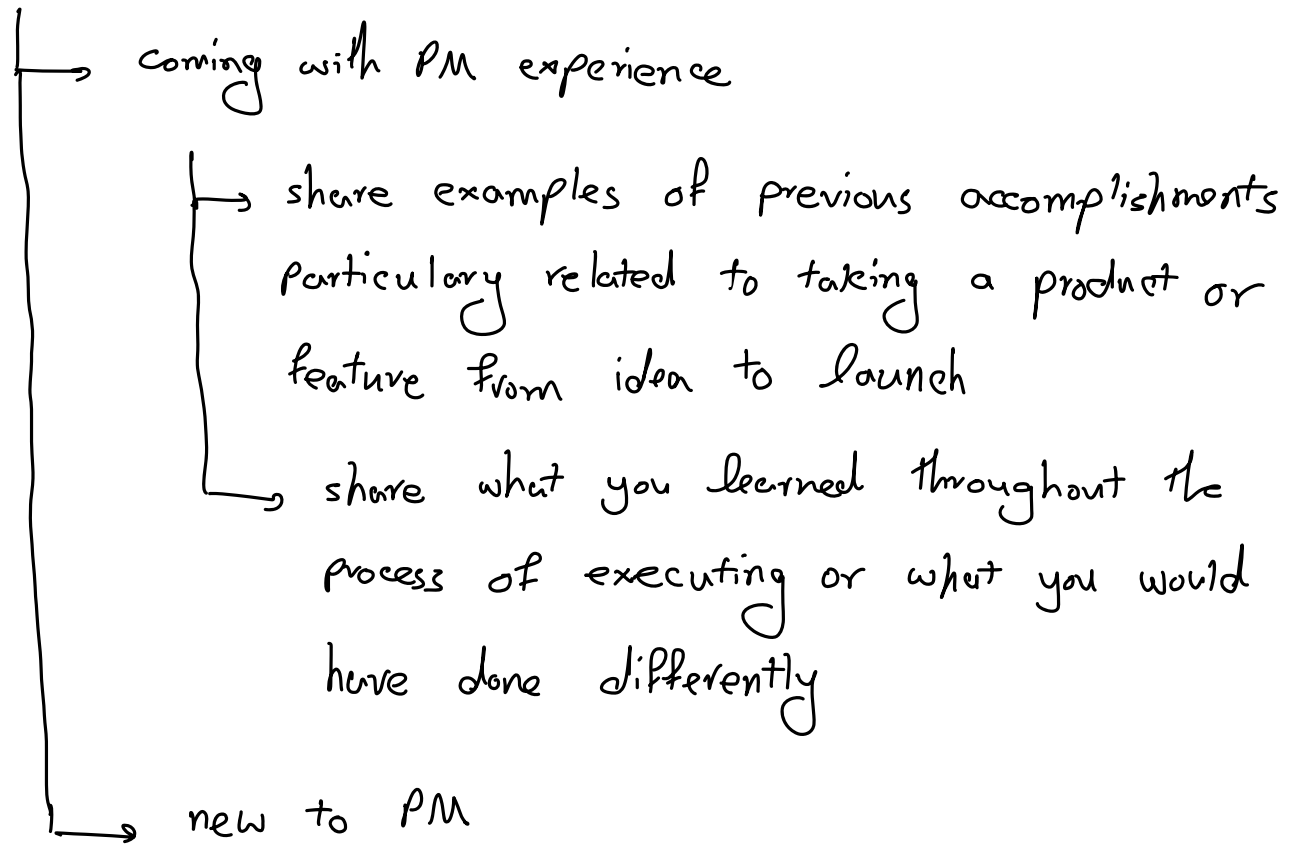 coming with PM experience
share examples of previous accomplishments
particulary related to taking a product or
feature from idea to launch
share what you learned throughout the
process of executing or what you would
have done differently
new to PM